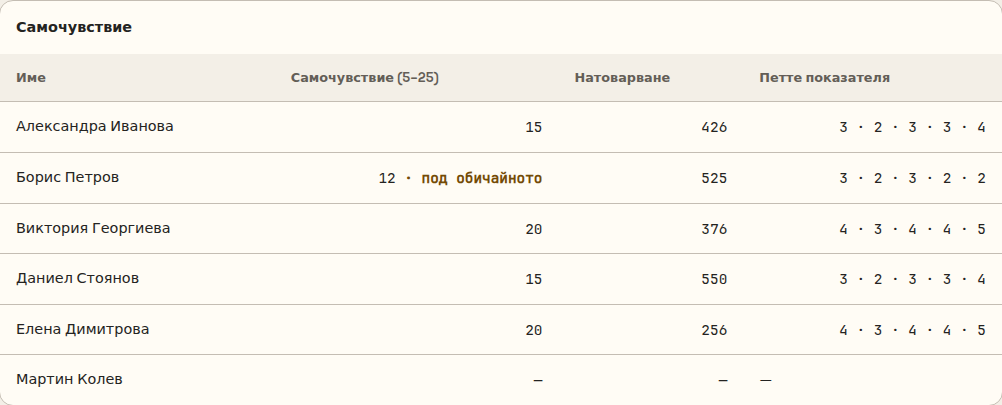 Самочувствие
Име Самочувствие (5–25) Натоварване Петте показателя
Александра Иванова 15 426 3 · 2 · 3 · 3 · 4
Борис Петров 12 · под обичайното 525 3 · 2 · 3 · 2 · 2
Виктория Георгиева 20 376 4 · 3 · 4 · 4 · 5
Даниел Стоянов 15 550 3 · 2 · 3 · 3 · 4
Елена Димитрова 20 256 4 · 3 · 4 · 4 · 5
Мартин Колев — — —